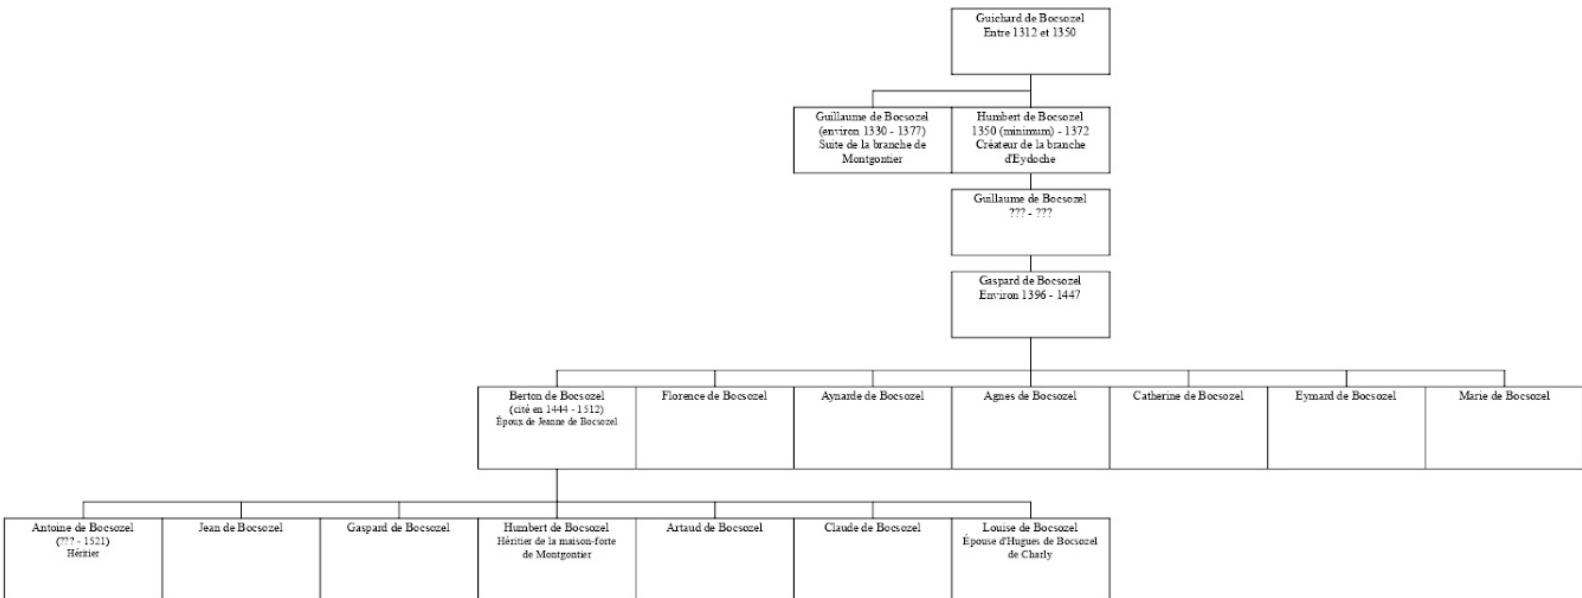 Guichard de Bocsozel
Entre 1312 et 1350
Guillaume de Bocsozel
(environ 1330 - 1377)
Suite de la branche de
Montgontier
Humbert de Bocsozel
1350 (minimum) - 1372
Créateur de la branche
d'Eydoche
Guillaume de Bocsozel
??? - ???
Gaspard de Bocsozel
Environ 1396 - 1447
Berton de Bocsozel
(cité en 1444 - 1512)
Époux de Jeanne de Bocsozel
Florence de Bocsozel
Aynarde de Bocsozel
Agnes de Bocsozel
Catherine de Bocsozel
Eymard de Bocsozel
Marie de Bocsozel
Antoine de Bocsozel
(??? - 1521)
Héritier
Jean de Bocsozel
Gaspard de Bocsozel
Humbert de Bocsozel
Héritier de la maison-forte
de Montgontier
Artaud de Bocsozel
Claude de Bocsozel
Louise de Bocsozel
Épouse d'Hugues de Bocsozel
de Charly